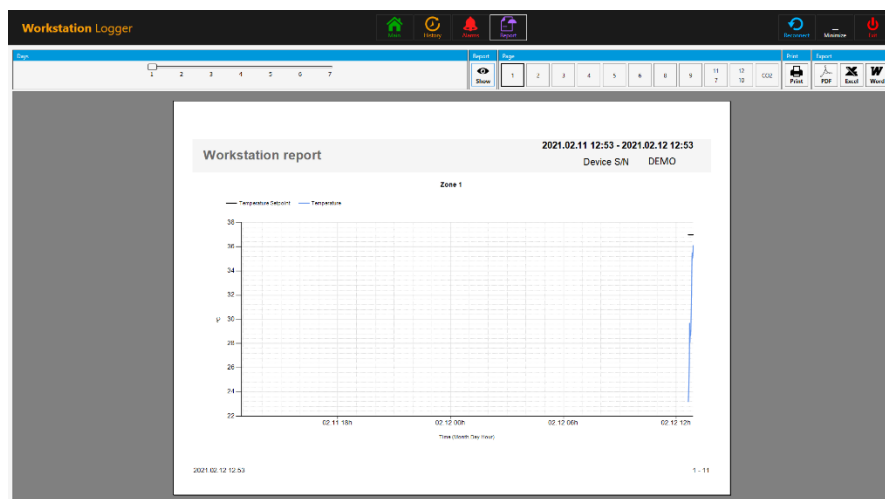 Workstation Logger
Main History Alarms Report Reconnect Minimize Exit
Days Report Page Print Export
1 2 3 4 5 6 7
Show
1 2 3 4 5 6 8 9 11 7 12 10 CO2
Print PDF Excel Word
2021.02.11 12:53 - 2021.02.12 12:53
Workstation report
Device S/N DEMO
Zone 1
Temperature Setpoint Temperature
38
36
34
32
30
28
26
24
22
°C
02.11 18h 02.12 00h 02.12 06h 02.12 12h
Time (Month Day Hour)
2021.02.12 12:53 1 - 11